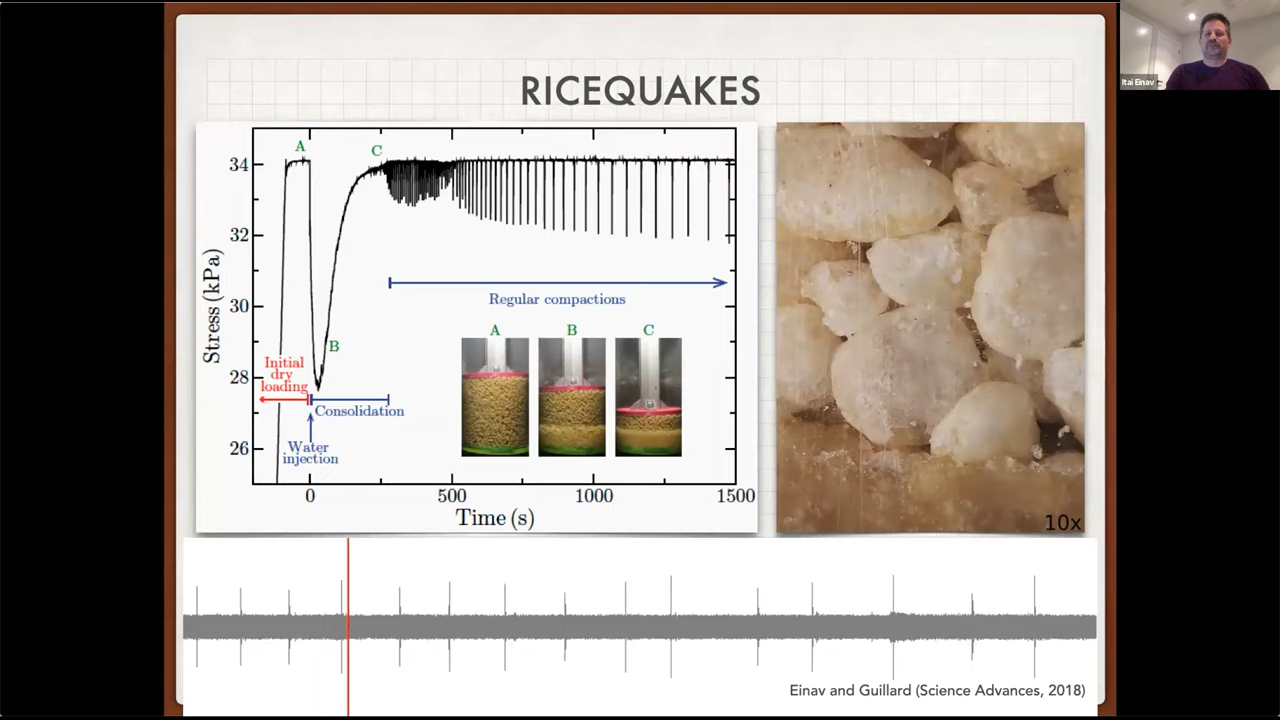 Itai Einav
RICEQUAKES
Stress (kPa)
34
32
30
28
26
A
C
B
Regular compactions
A
B
C
Initial
dry
loading
Consolidation
Water
injection
0
500
1000
1500
Time (s)
10x
Einav and Guillard (Science Advances, 2018)